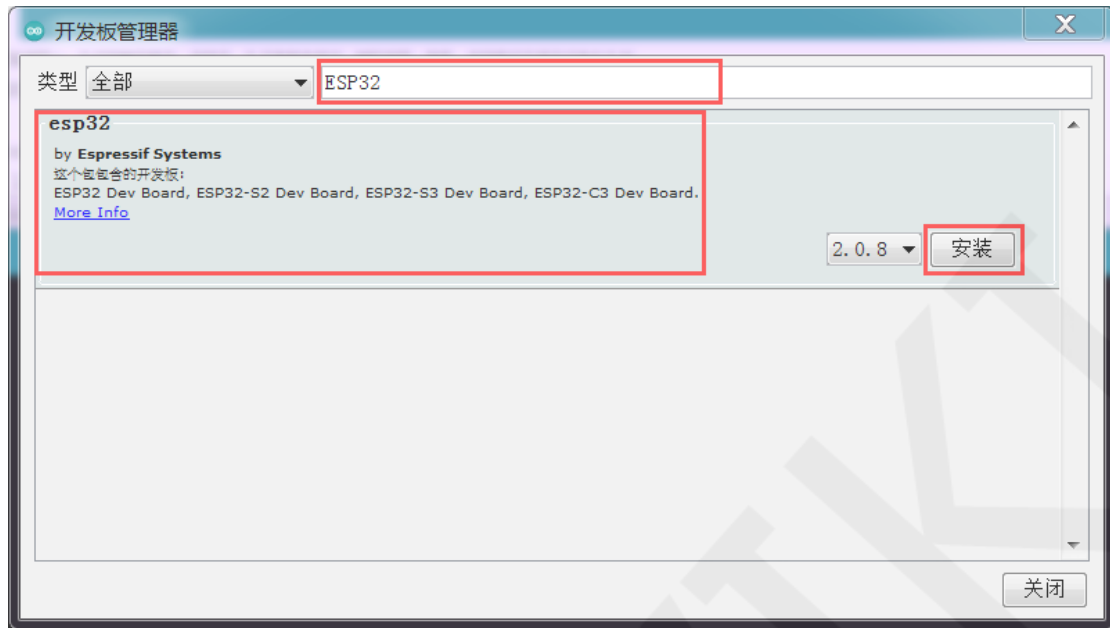 开发板管理器
类型 全部 ESP32
esp32
by Espressif Systems
这个包包含的开发板:
ESP32 Dev Board, ESP32-S2 Dev Board, ESP32-S3 Dev Board, ESP32-C3 Dev Board.
More Info
2.0.8 安装
关闭